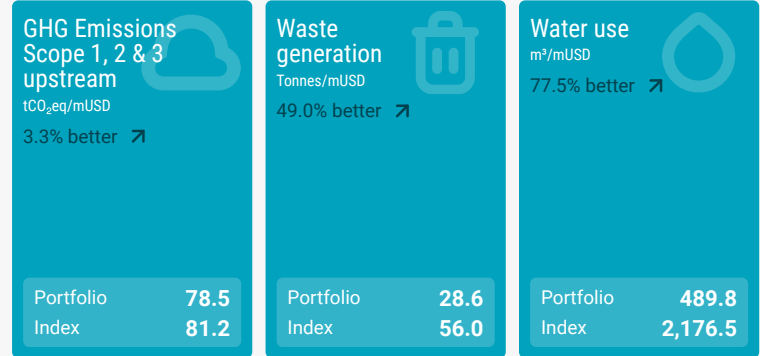 GHG Emissions
Scope 1, 2 & 3
upstream
tCO₂eq/mUSD
3.3% better
Portfolio 78.5
Index 81.2
Waste
generation
Tonnes/mUSD
49.0% better
Portfolio 28.6
Index 56.0
Water use
m³/mUSD
77.5% better
Portfolio 489.8
Index 2,176.5